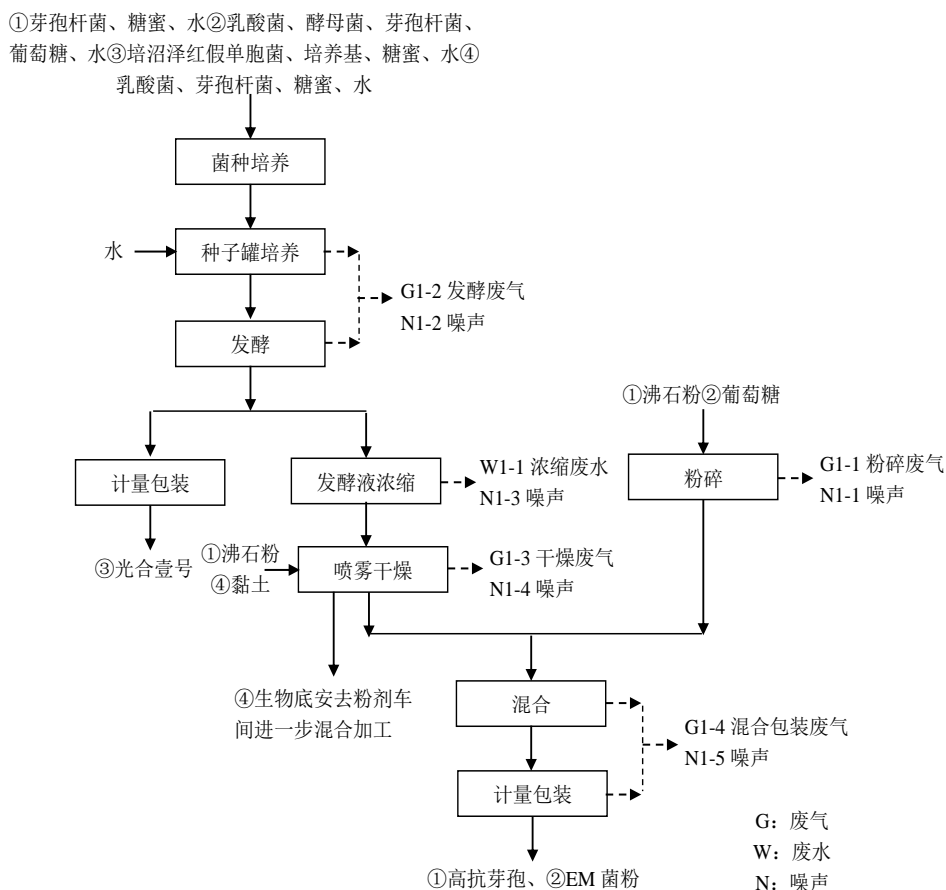 ①芽孢杆菌、糖蜜、水②乳酸菌、酵母菌、芽孢杆菌、
葡萄糖、水③培沼泽红假单胞菌、培养基、糖蜜、水④
乳酸菌、芽孢杆菌、糖蜜、水
菌种培养
水
种子罐培养
G1-2 发酵废气
N1-2 噪声
发酵
①沸石粉②葡萄糖
计量包装
发酵液浓缩
W1-1 浓缩废水
N1-3 噪声
粉碎
G1-1 粉碎废气
N1-1 噪声
③光合壹号
①沸石粉
④黏土
喷雾干燥
G1-3 干燥废气
N1-4 噪声
④生物底安去粉剂车
间进一步混合加工
混合
G1-4 混合包装废气
N1-5 噪声
计量包装
①高抗芽孢、②EM 菌粉
G：废气
W：废水
N：噪声